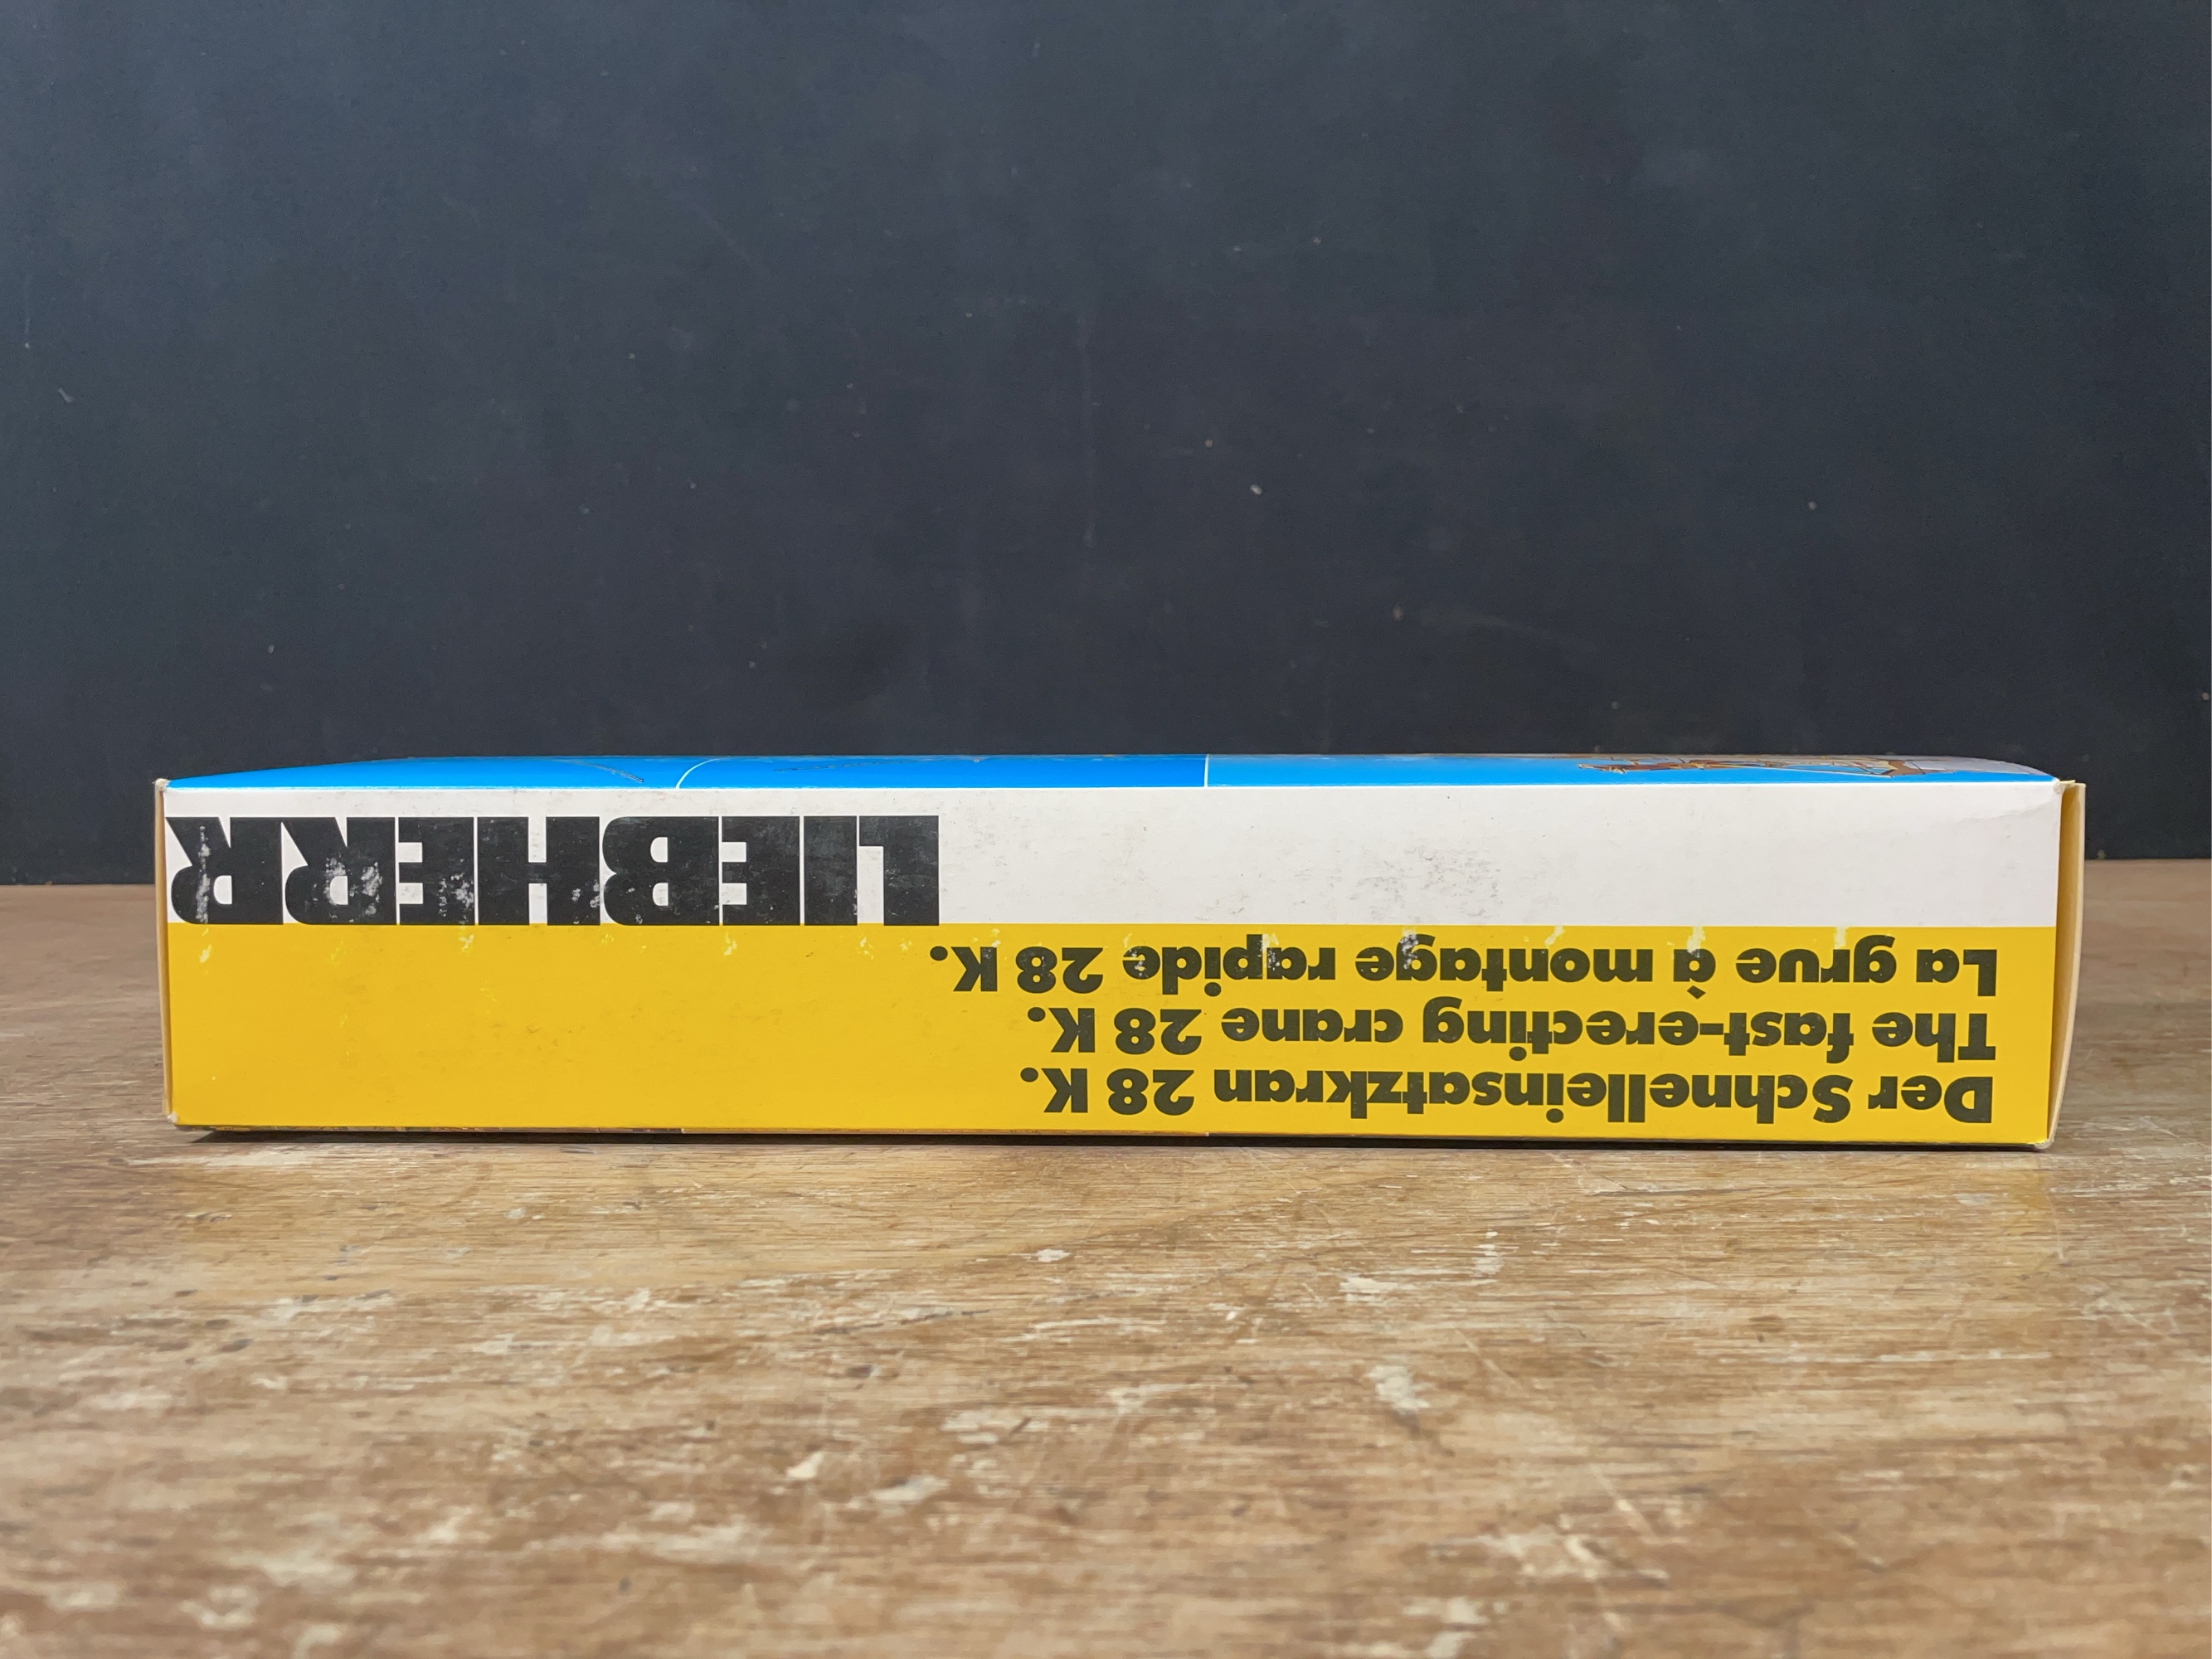 Der Schnelleinsatzkran 28 K.
The fast-erecting crane 28 K.
La grue à montage rapide 28 K.
LIEBHERR